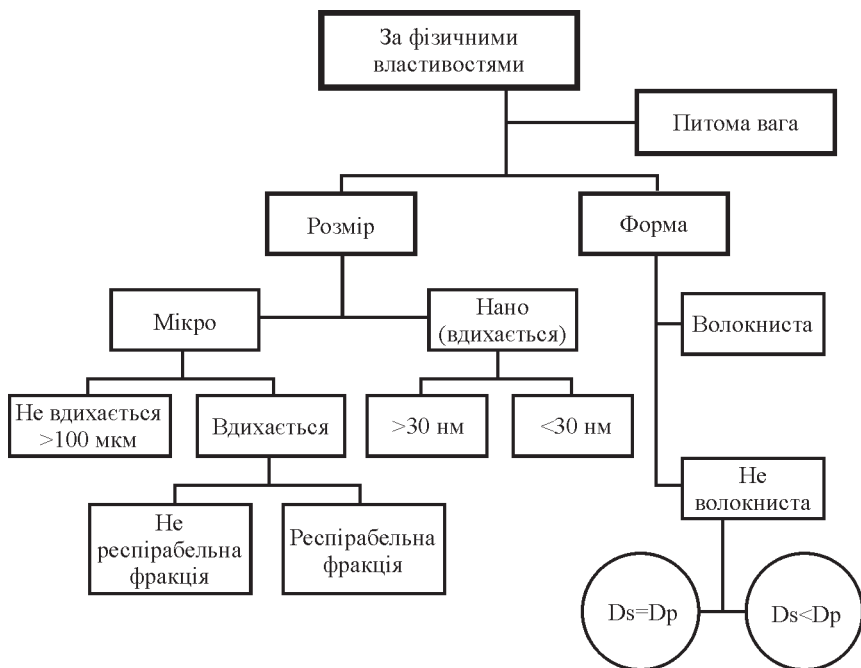 За фізичними
властивостями
Питома вага
Розмір
Форма
Мікро
Нано
(вдихається)
Волокниста
Не вдихається
>100 мкм
Вдихається
>30 нм
<30 нм
Не
волокниста
Не
респірабельна
фракція
Респірабельна
фракція
Ds=Dp
Ds<Dp